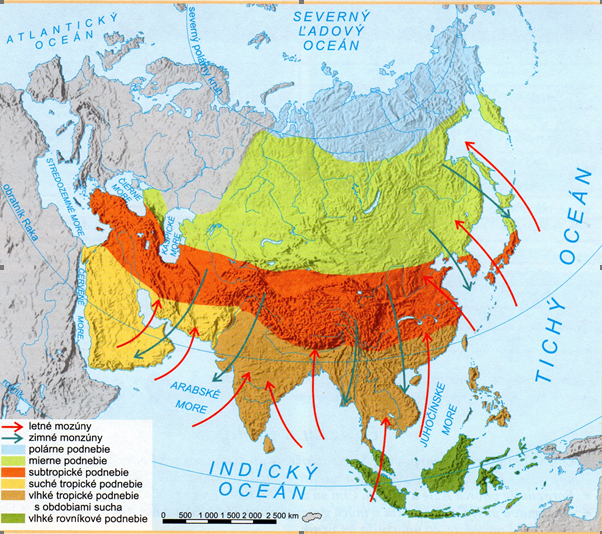 ATLANTICKÝ
OCEÁN
SEVERNÝ
ĽADOVÝ
OCEÁN
severný polárny kruh
obratník Raka
STREDOZEMNÉ MORE
ČIERNE
MORE
KASPICKÉ
MORE
ČERVENÉ MORE
TICHÝ OCEÁN
ARABSKÉ
MORE
JUHOČÍNSKE
MORE
INDICKÝ
OCEÁN
letné mozúny
zimné monzúny
polárne podnebie
mierne podnebie
subtropické podnebie
suché tropické podnebie
vlhké tropické podnebie
s obdobiami sucha
vlhké rovníkové podnebie
0 500 1 000 1 500 2 000 2 500 km